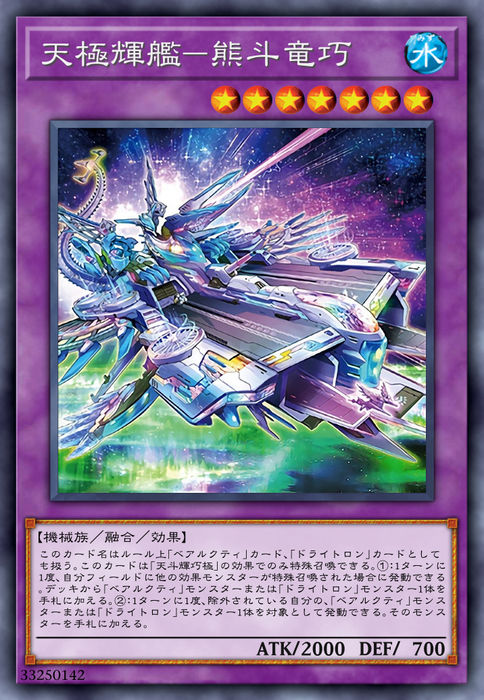 天極輝艦－熊斗竜巧
みず
水
【機械族／融合／効果】
このカード名はルール上「ベアルクティ」カード、「ドライトロン」カードとして
も扱う。このカードは「天斗輝巧極」の効果でのみ特殊召喚できる。①：1ターンに
1度、自分フィールドに他の効果モンスターが特殊召喚された場合に発動できる。
デッキから「ベアルクティ」モンスターまたは「ドライトロン」モンスター1体を
手札に加える。②：1ターンに1度、除外されている自分の、「ベアルクティ」モンス
ターまたは「ドライトロン」モンスター1体を対象として発動できる。そのモンス
ターを手札に加える。
ATK/2000 DEF/ 700
33250142